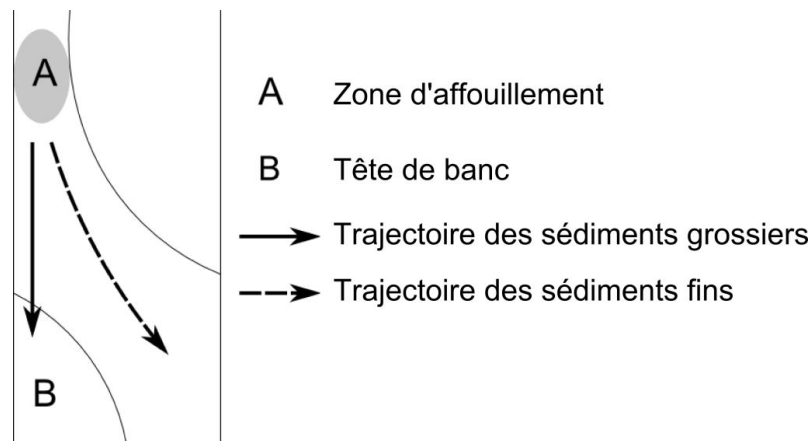 A
B
A Zone d'affouillement
B Tête de banc
Trajectoire des sédiments grossiers
Trajectoire des sédiments fins